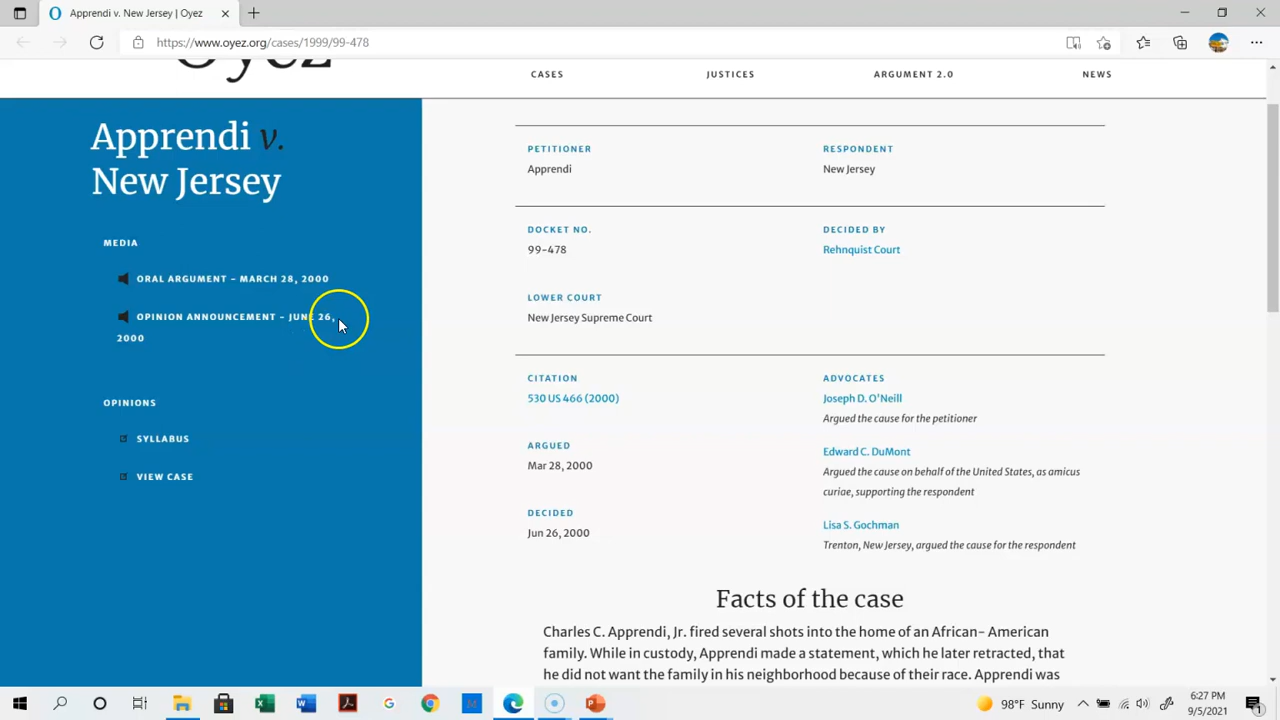 Apprendi v. New Jersey | Oyez
https://www.oyez.org/cases/1999/99-478
Oyez
CASES
JUSTICES
ARGUMENT 2.0
NEWS
Apprendi v.
New Jersey
MEDIA
ORAL ARGUMENT - MARCH 28, 2000
OPINION ANNOUNCEMENT - JUNE 26,
2000
OPINIONS
SYLLABUS
VIEW CASE
PETITIONER
Apprendi
RESPONDENT
New Jersey
DOCKET NO.
99-478
DECIDED BY
Rehnquist Court
LOWER COURT
New Jersey Supreme Court
CITATION
530 US 466 (2000)
ARGUED
Mar 28, 2000
DECIDED
Jun 26, 2000
ADVOCATES
Joseph D. O'Neill
Argued the cause for the petitioner
Edward C. DuMont
Argued the cause on behalf of the United States, as amicus
curiae, supporting the respondent
Lisa S. Gochman
Trenton, New Jersey, argued the cause for the respondent
Facts of the case
Charles C. Apprendi, Jr. fired several shots into the home of an African- American
family. While in custody, Apprendi made a statement, which he later retracted, that
he did not want the family in his neighborhood because of their race. Apprendi was
98°F Sunny
6:27 PM
9/5/2021